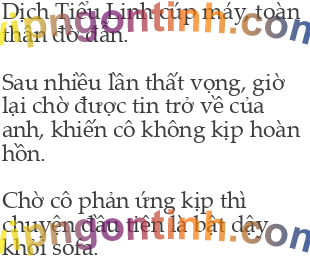 Dịch Tiểu Linh cúp máy, toàn
thân đờ đẫn.
Sau nhiều lần thất vọng, giờ
lại chờ được tin trở về của
anh, khiến cô không kịp hoàn
hồn.
Chờ cô phản ứng kịp thì
chuyện đầu tiên là bật dậy
khỏi sofa.